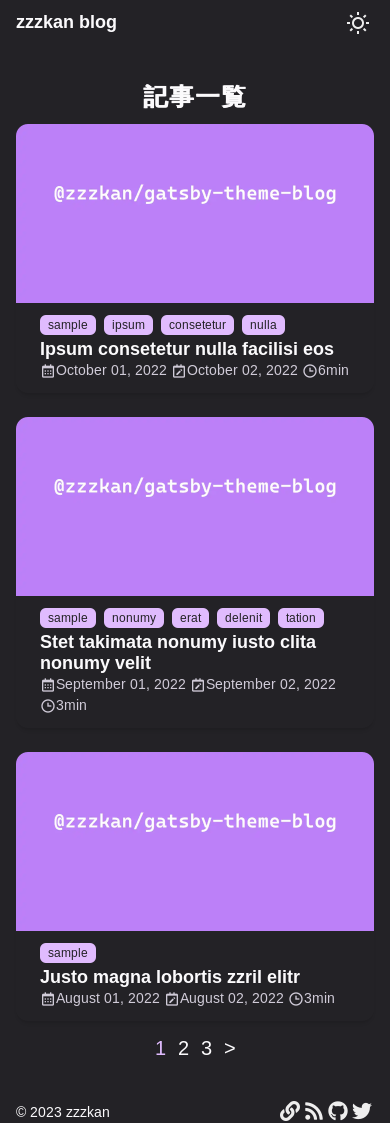 zzzkan blog
記事一覧
@zzzkan/gatsby-theme-blog
sample ipsum consetetur nulla
Ipsum consetetur nulla facilisi eos
October 01, 2022 October 02, 2022 6min
@zzzkan/gatsby-theme-blog
sample nonumy erat delenit tation
Stet takimata nonumy iusto clita
nonumy velit
September 01, 2022 September 02, 2022
3min
@zzzkan/gatsby-theme-blog
sample
Justo magna lobortis zzril elitr
August 01, 2022 August 02, 2022 3min
1 2 3 >
© 2023 zzzkan